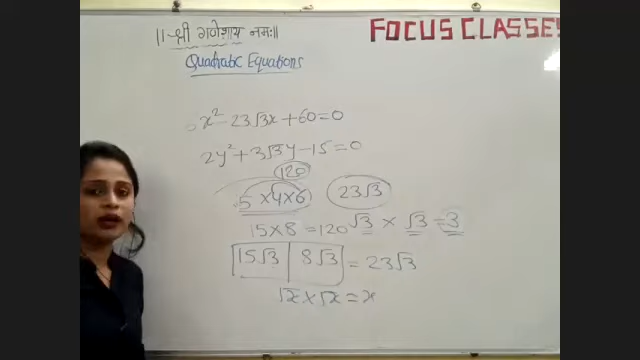 ॥ श्री गणेशाय नमः॥
FOCUS CLASSES
Quadratic Equations
x² - 23√3x + 60 = 0
2y² + 3√3y - 15 = 0
120
5 × 4 × 6 23√3
15 × 8 = 120 √3 × √3 = 3
15√3 | 8√3 = 23√3
√x × √x = x